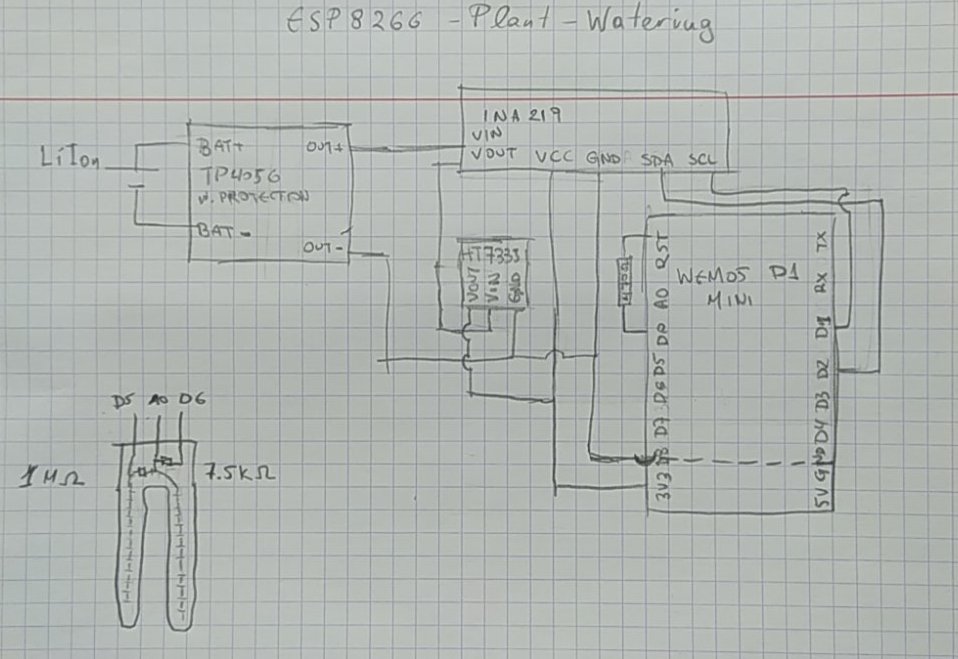 ESP8266 - Plant - Watering
INA 219
VIN
VOUT VCC GND SDA SCL
LiIon
BAT+ OUT+
TP4056
W. PROTECTION
BAT -
OUT-
HT7333
VOUT
VIN
GND
WEMOS D1
MINI
RST
A0
D0
D5
D6
D7
D8
3V3
TX
RX
D1
D2
D3
D4
GND
5V
D5 A0 D6
1MΩ 7.5KΩ